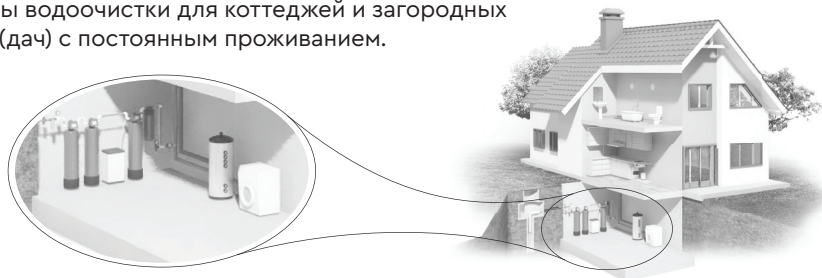 ы водоочистки для коттеджей и загородных
(дач) с постоянным проживанием.